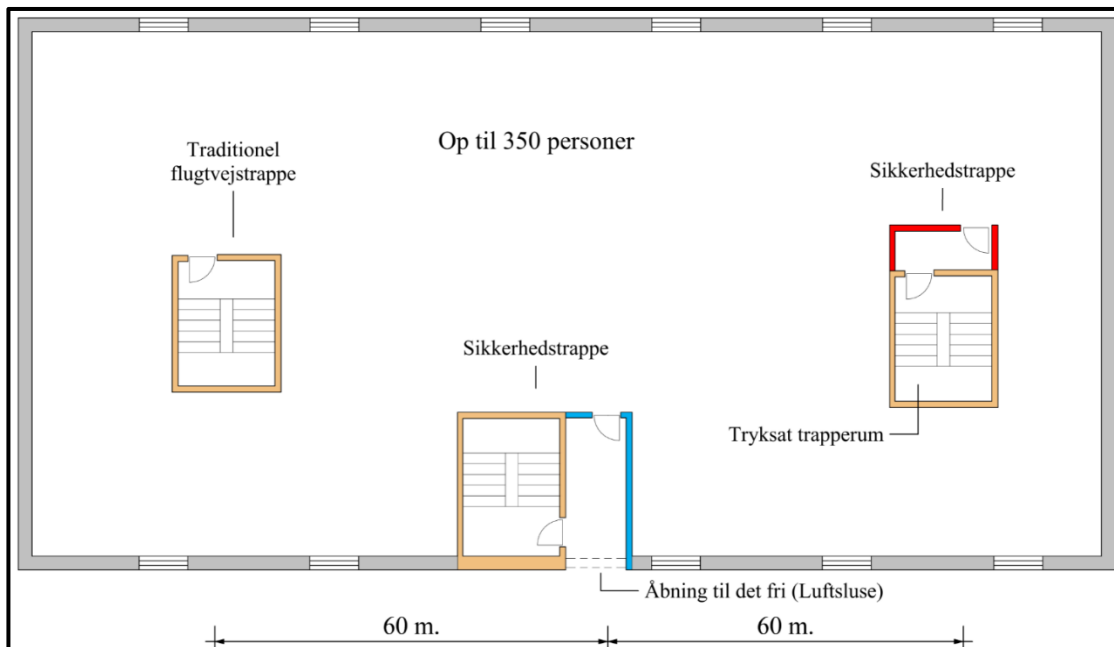 Op til 350 personer
Traditionel
flugtvejstrappe
Sikkerhedstrappe
Sikkerhedstrappe
Tryksat trapperum
Åbning til det fri (Luftsluse)
60 m.
60 m.